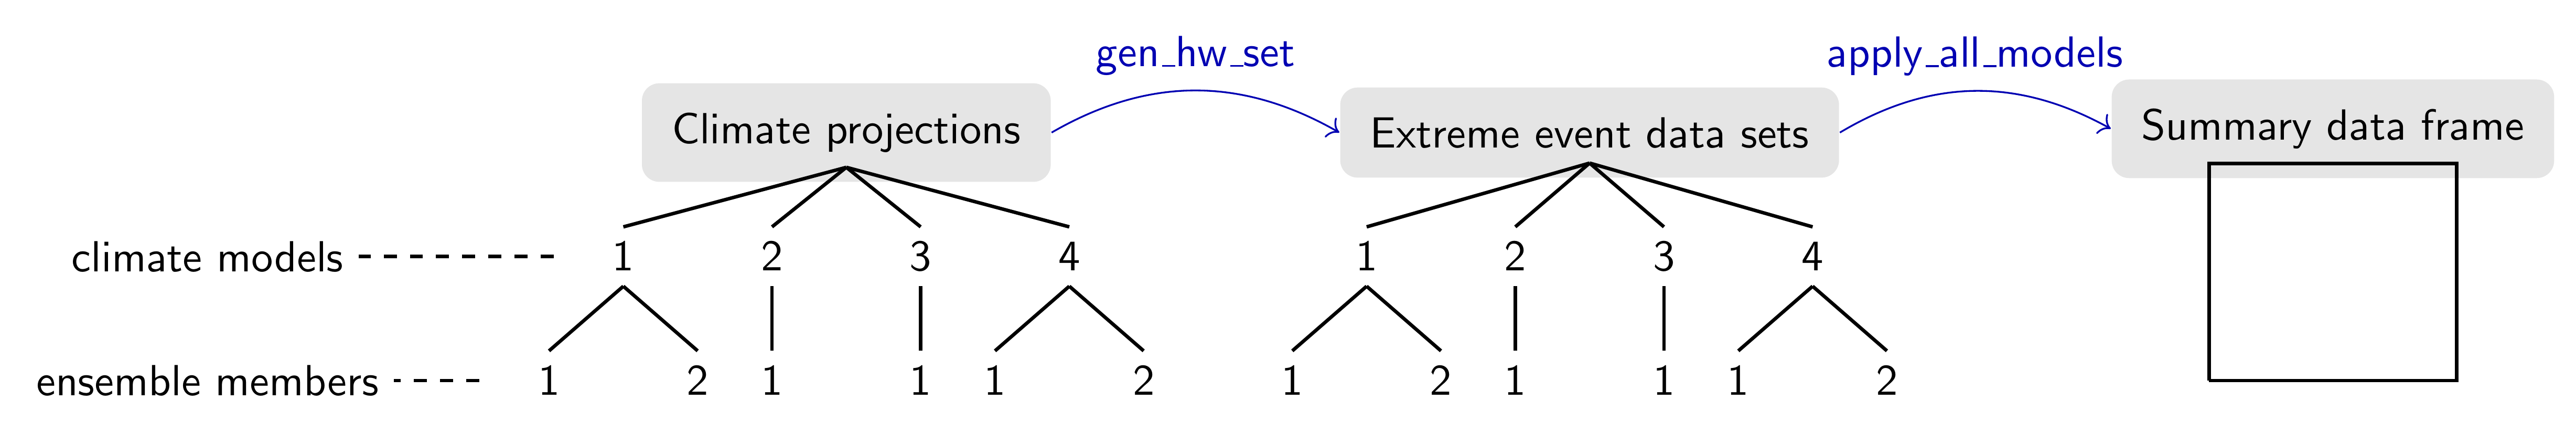 gen_hw_set apply_all_models
Climate projections Extreme event data sets Summary data frame
climate models 1 2 3 4 1 2 3 4
ensemble members 1 2 1 1 1 2 1 2 1 1 1 2